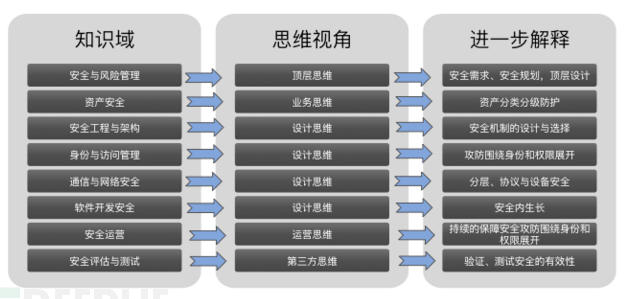 知识域 思维视角 进一步解释
安全与风险管理 顶层思维 安全需求、安全规划，顶层设计
资产安全 业务思维 资产分类分级防护
安全工程与架构 设计思维 安全机制的设计与选择
身份与访问管理 设计思维 攻防围绕身份和权限展开
通信与网络安全 设计思维 分层、协议与设备安全
软件开发安全 设计思维 安全内生长
安全运营 运营思维 持续的保障安全攻防围绕身份和
权限展开
安全评估与测试 第三方思维 验证、测试安全的有效性